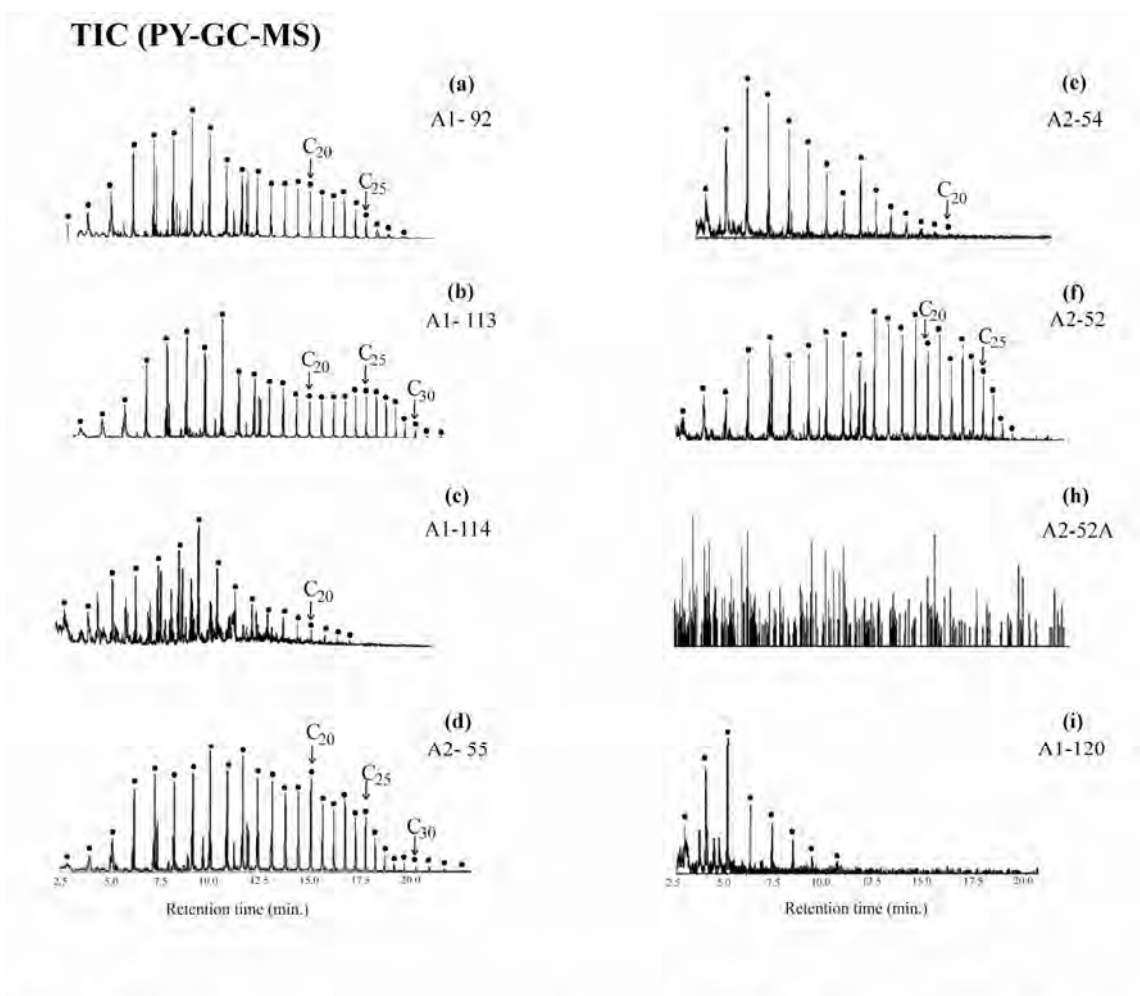 TIC (PY-GC-MS)
(a)
A1- 92
C20
C25
(b)
A1- 113
C20
C25
C30
(c)
A1-114
C20
(d)
A2- 55
C20
C25
C30
2.5 5.0 7.5 10.0 12.5 15.0 20.0
Retention time (min.)
(e)
A2-54
C20
(f)
A2-52
C20
C25
(h)
A2-52A
(i)
A1-120
2.5 5.0 7.5 10.0 12.5 15.0 17.5 20.0
Retention time (min.)